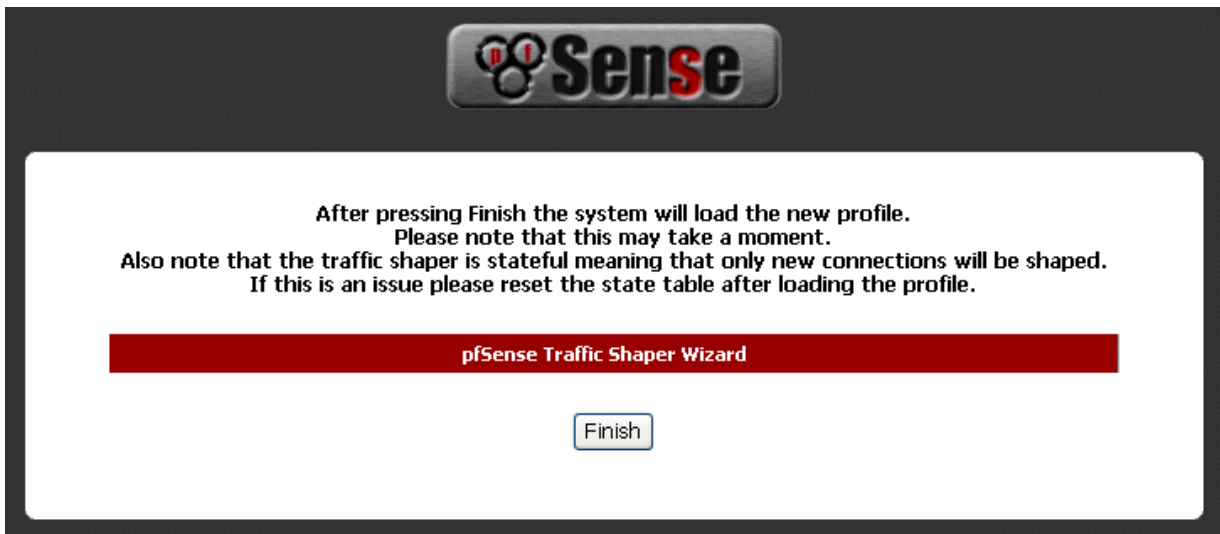 pf Sense
After pressing Finish the system will load the new profile.
Please note that this may take a moment.
Also note that the traffic shaper is stateful meaning that only new connections will be shaped.
If this is an issue please reset the state table after loading the profile.
pfSense Traffic Shaper Wizard
Finish